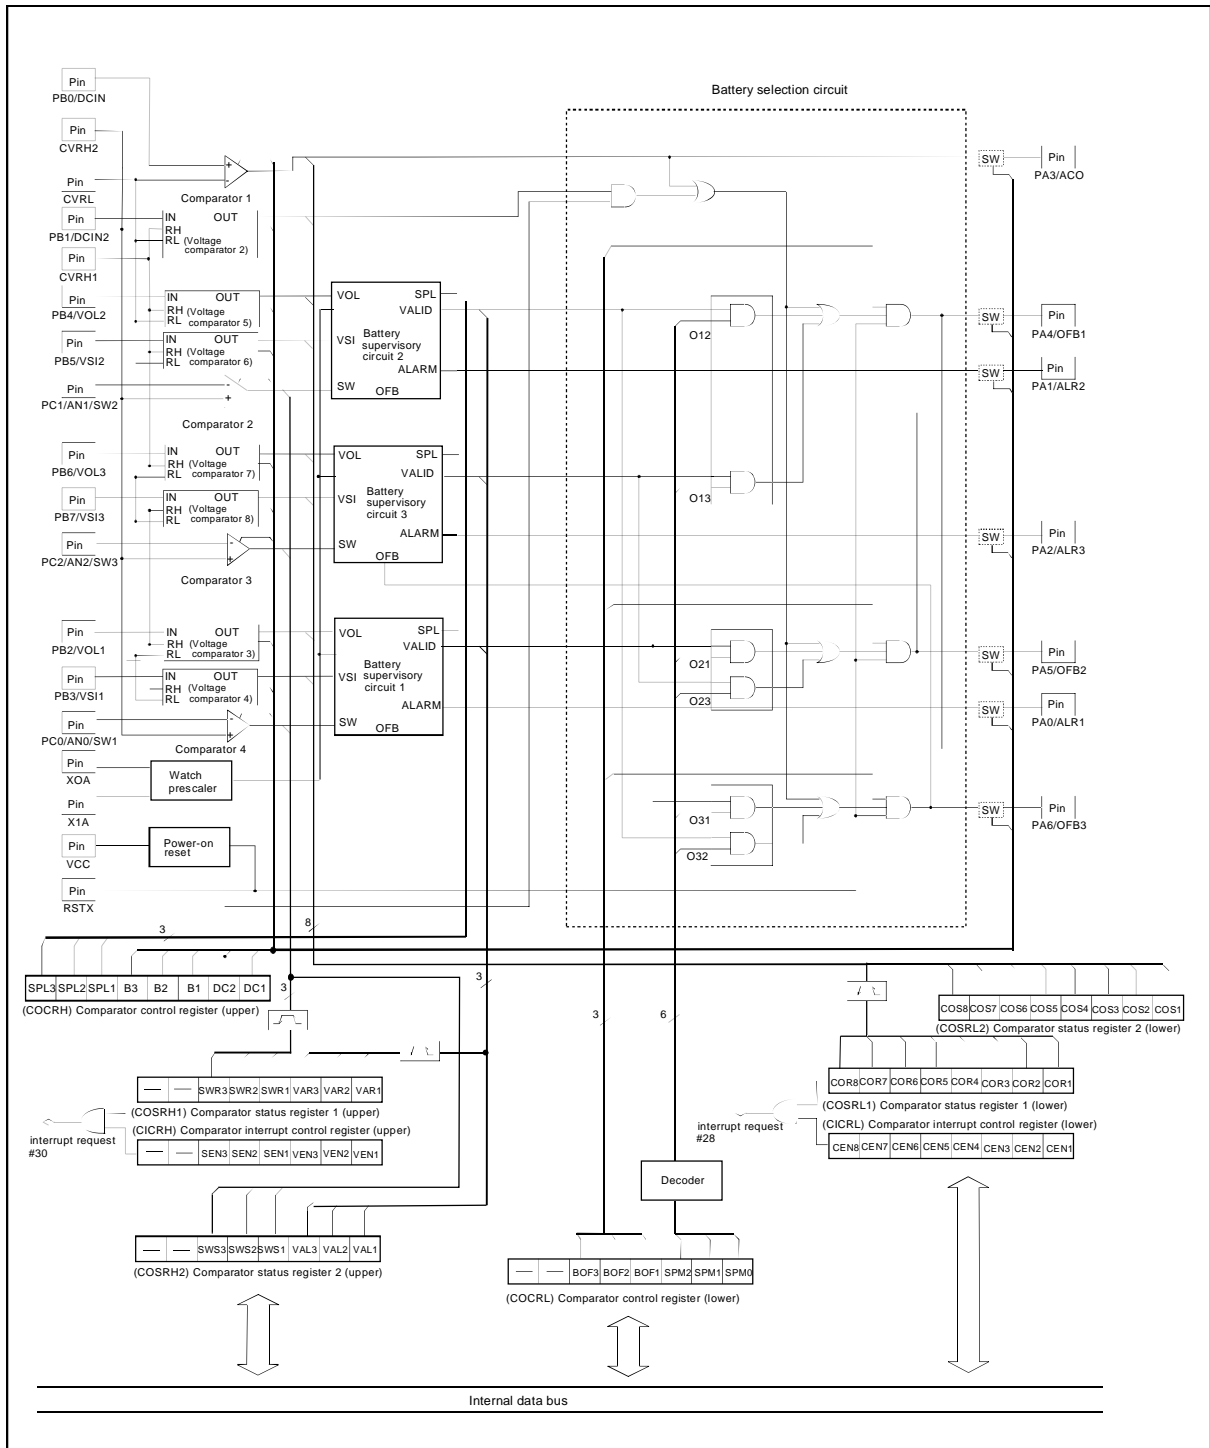 Battery selection circuit
Pin
PB0/DCIN
Pin
CVRH2
Pin
CVRL
Pin
PB1/DCIN2
Pin
CVRH1
Pin
PB4/VOL2
Pin
PB5/VSI2
Pin
PC1/AN1/SW2
Pin
PB6/VOL3
Pin
PB7/VSI3
Pin
PC2/AN2/SW3
Pin
PB2/VOL1
Pin
PB3/VSI1
Pin
PC0/AN0/SW1
Pin
XOA
Pin
X1A
Pin
VCC
Pin
RSTX
+
-
Comparator 1
IN OUT
RH
RL (Voltage
comparator 2)
IN OUT
RH (Voltage
RL comparator 5)
IN OUT
RH (Voltage
RL comparator 6)
-
+
Comparator 2
IN OUT
RH (Voltage
RL comparator 7)
IN OUT
RH (Voltage
RL comparator 8)
-
+
Comparator 3
IN OUT
RH (Voltage
RL comparator 3)
IN OUT
RH (Voltage
RL comparator 4)
-
+
Comparator 4
Watch
prescaler
Power-on
reset
VOL SPL
VALID
VSI Battery
supervisory
circuit 2
ALARM
SW
OFB
VOL SPL
VALID
VSI Battery
supervisory
circuit 3
ALARM
SW
OFB
VOL SPL
VALID
VSI Battery
supervisory
circuit 1
ALARM
SW
OFB
O12
O13
O21
O23
O31
O32
SW
Pin
PA3/ACO
SW
Pin
PA4/OFB1
SW
Pin
PA1/ALR2
SW
Pin
PA2/ALR3
SW
Pin
PA5/OFB2
SW
Pin
PA0/ALR1
SW
Pin
PA6/OFB3
3
8
3
3
3
6
SPL3 SPL2 SPL1 B3 B2 B1 DC2 DC1
(COCRH) Comparator control register (upper)
COS8 COS7 COS6 COS5 COS4 COS3 COS2 COS1
(COSRL2) Comparator status register 2 (lower)
— — SWR3 SWR2 SWR1 VAR3 VAR2 VAR1
(COSRH1) Comparator status register 1 (upper)
(CICRH) Comparator interrupt control register (upper)
interrupt request
#30
— — SEN3 SEN2 SEN1 VEN3 VEN2 VEN1
COR8 COR7 COR6 COR5 COR4 COR3 COR2 COR1
(COSRL1) Comparator status register 1 (lower)
(CICRL) Comparator interrupt control register (lower)
interrupt request
#28
CEN8 CEN7 CEN6 CEN5 CEN4 CEN3 CEN2 CEN1
Decoder
— — SWS3 SWS2 SWS1 VAL3 VAL2 VAL1
(COSRH2) Comparator status register 2 (upper)
— — BOF3 BOF2 BOF1 SPM2 SPM1 SPM0
(COCRL) Comparator control register (lower)
Internal data bus